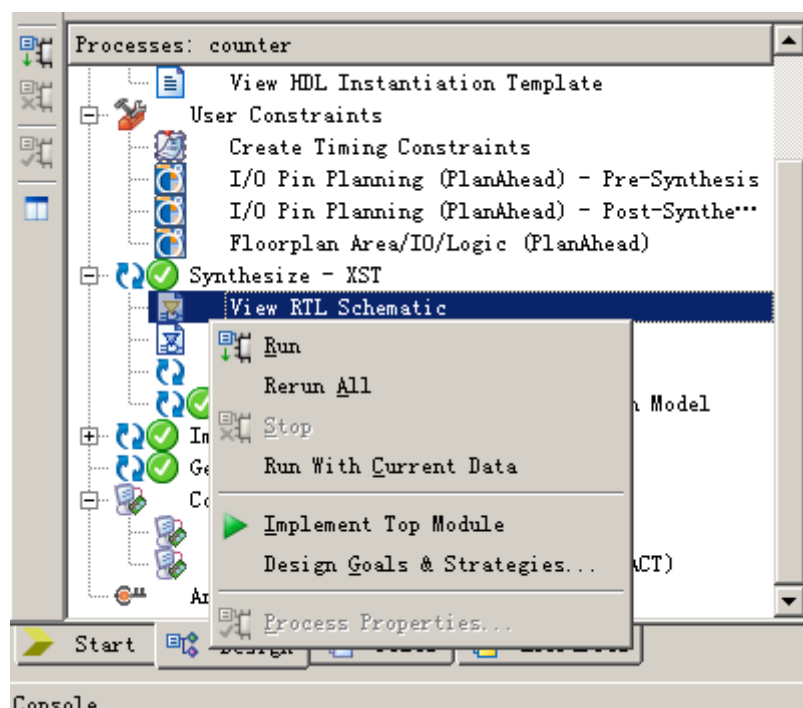 Processes: counter
View HDL Instantiation Template
User Constraints
Create Timing Constraints
I/O Pin Planning (PlanAhead) - Pre-Synthesis
I/O Pin Planning (PlanAhead) - Post-Synthe…
Floorplan Area/IO/Logic (PlanAhead)
Synthesize - XST
View RTL Schematic
Run
Rerun All
Model
Stop
Run With Current Data
Implement Top Module
Design Goals & Strategies...
Process Properties...
Start
Console